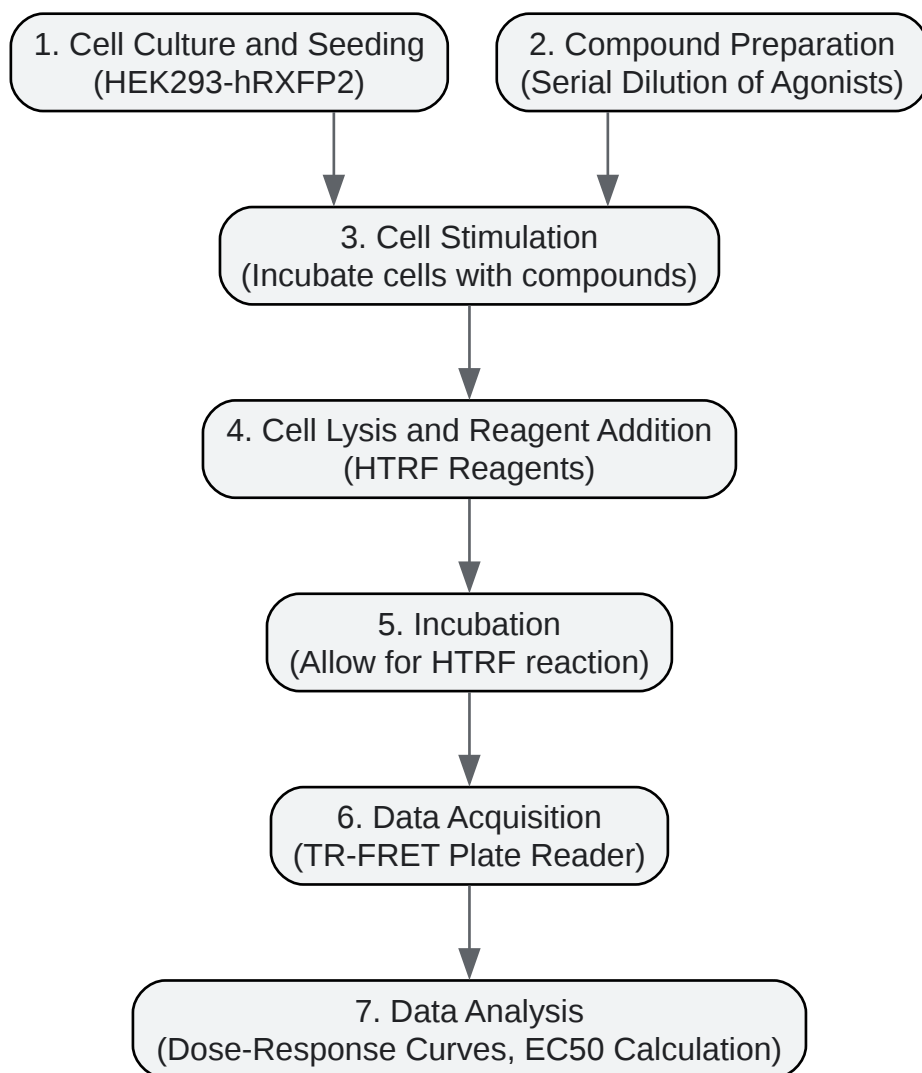 1. Cell Culture and Seeding
(HEK293-hRXFP2)
2. Compound Preparation
(Serial Dilution of Agonists)
3. Cell Stimulation
(Incubate cells with compounds)
4. Cell Lysis and Reagent Addition
(HTRF Reagents)
5. Incubation
(Allow for HTRF reaction)
6. Data Acquisition
(TR-FRET Plate Reader)
7. Data Analysis
(Dose-Response Curves, EC50 Calculation)